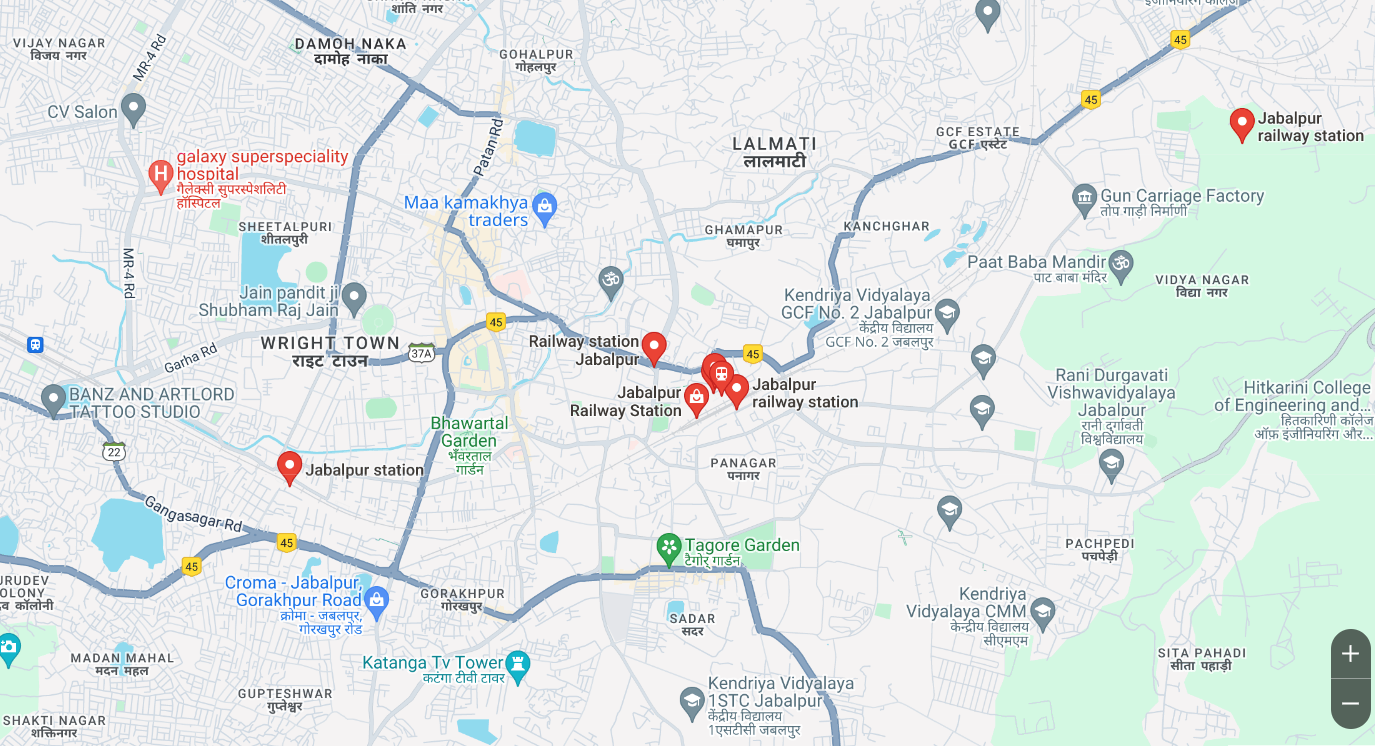 शांति नगर
इंजीनियरिंग कॉलेज
VIJAY NAGAR
विजय नगर
MR-4 Rd
DAMOH NAKA
दामोह नाका
GOHALPUR
गोहलपुर
45
45
CV Salon
Patani Rd
galaxy superspeciality
hospital
गैलेक्सी सुपरस्पेशलिटी
हॉस्पिटल
LALMATI
लालमाटी
GCF ESTATE
GCF एस्टेट
Jabalpur
railway station
Maa kamakhya
traders
Gun Carriage Factory
तोप गाड़ी निर्माणी
SHEETALPURI
शीतलपुरी
GHAMAPUR
घमापुर
KANCHGHAR
MR-4 Rd
Paat Baba Mandir
पाट बाबा मंदिर
VIDYA NAGAR
विद्या नगर
Jain pandit ji
Shubham Raj Jain
Kendriya Vidyalaya
GCF No. 2 Jabalpur
केंद्रीय विद्यालय
GCF No. 2 जबलपुर
45
WRIGHT TOWN
राइट टाउन
37A
Garha Rd
Railway station
Jabalpur
45
Jabalpur
Railway Station
Jabalpur
railway station
BANZ AND ARTLORD
TATTOO STUDIO
Rani Durgavati
Vishwavidyalaya
Jabalpur
रानी दुर्गावती
विश्वविद्यालय
Hitkarini College
of Engineering and...
हितकारिणी कॉलेज
ऑफ़ इंजीनियरिंग और...
Bhawartal
Garden
भँवरताल
गार्डन
22
Jabalpur station
PANAGAR
पनागर
Gangasagar Rd
45
45
Tagore Garden
टैगोर् गार्डन
PACHPEDI
पचपेड़ी
URUDEV
OLONY
व कॉलोनी
Croma - Jabalpur,
Gorakhpur Road
क्रोमा - जबलपुर,
गोरखपुर रोड
GORAKHPUR
गोरखपुर
SADAR
सदर
Kendriya
Vidyalaya CMM
केन्द्रीय विद्यालय
सीएमएम
MADAN MAHAL
मदन महल
Katanga Tv Tower
कटंगा टीवी टावर
SITA PAHADI
सीता पहाड़ी
GUPTESHWAR
गुप्तेश्वर
Kendriya Vidyalaya
1STC Jabalpur
केंद्रीय विद्यालय
1एसटीसी जबलपुर
SHAKTI NAGAR
शक्तिनगर